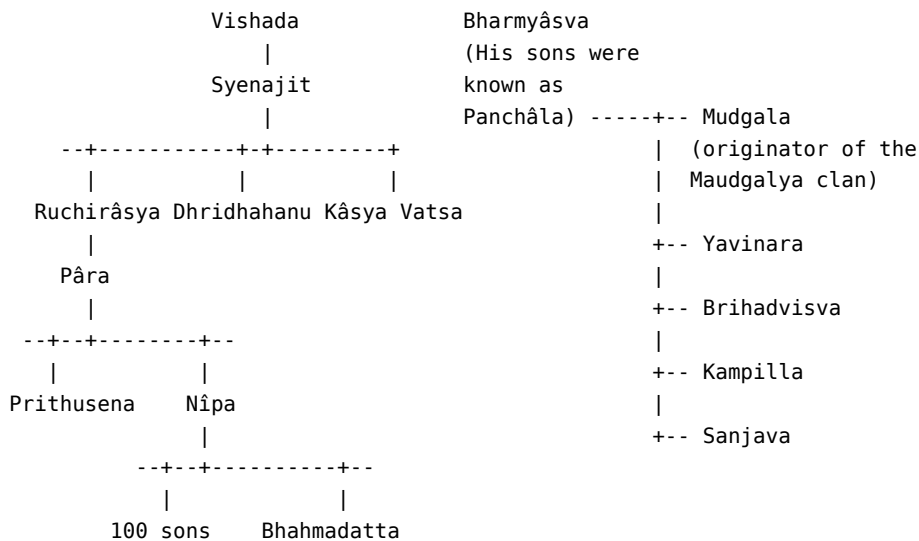 Vishada Bharmyâsva
| (His sons were
Syenajit known as
| Panchâla) -----+-- Mudgala
--+-----------+-+---------+ | (originator of the
| | | | Maudgalya clan)
Ruchirâsya Dhridhahanu Kâsya Vatsa |
| +-- Yavinara
Pâra |
| +-- Brihadvisva
--+--+--------+-- |
| | +-- Kampilla
Prithusena Nîpa |
| +-- Sanjava
--+--+----------+--
| |
100 sons Bhahmadatta